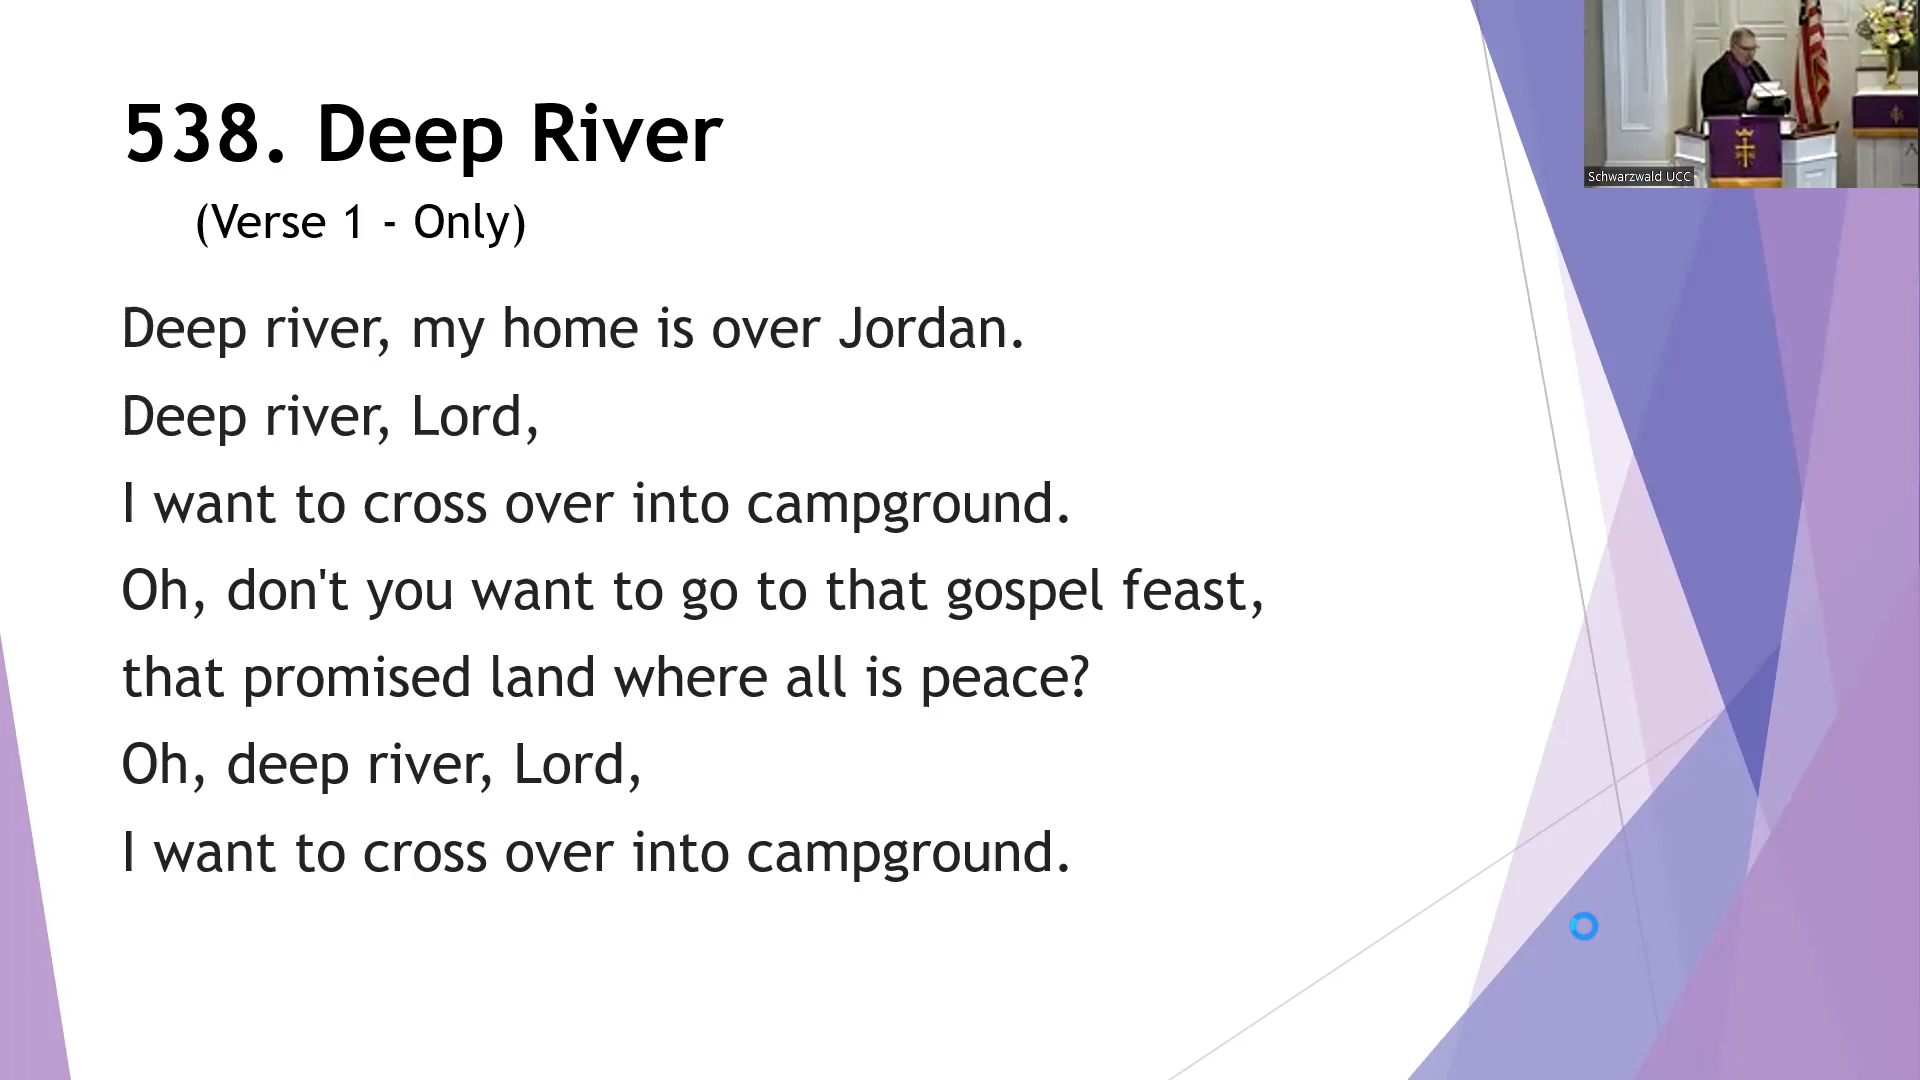 538. Deep River
(Verse 1 - Only)
Deep river, my home is over Jordan.
Deep river, Lord,
I want to cross over into campground.
Oh, don't you want to go to that gospel feast,
that promised land where all is peace?
Oh, deep river, Lord,
I want to cross over into campground.
Schwarzwald UCC